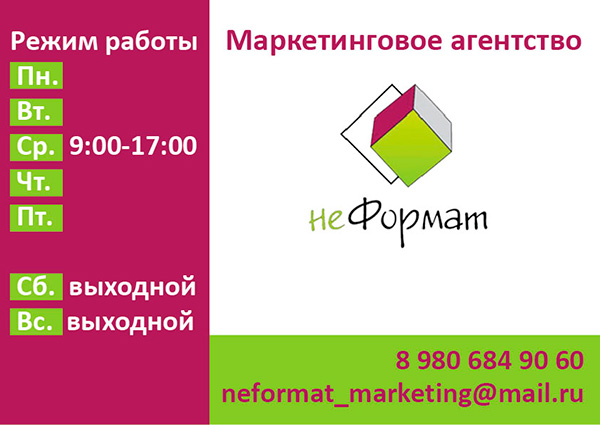 Режим работы
Пн.
Вт.
Ср. 9:00-17:00
Чт.
Пт.
Сб. выходной
Вс. выходной
Маркетинговое агентство
неФормат
8 980 684 90 60
neformat_marketing@mail.ru